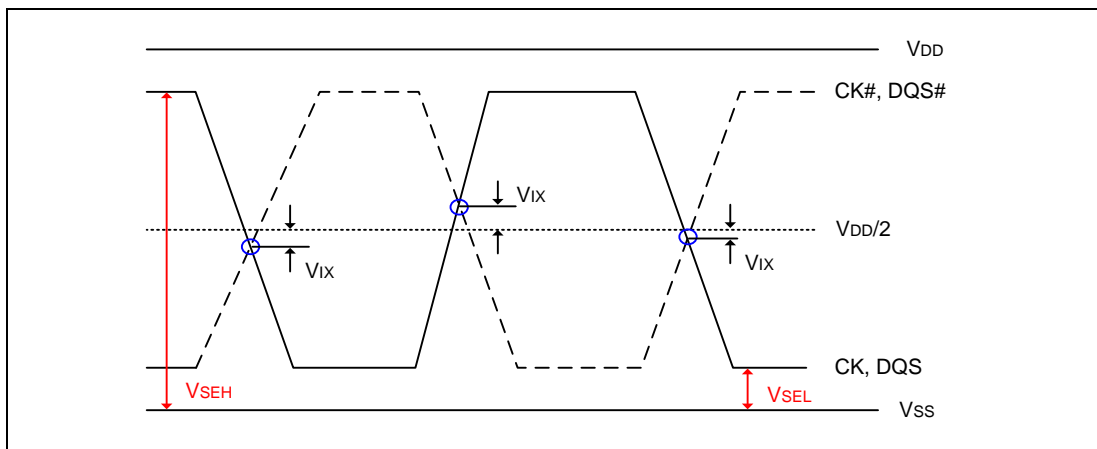 VDD
CK#, DQS#
VIX
VDD/2
VIX
VIX
CK, DQS
VSEH
VSEL
VSS